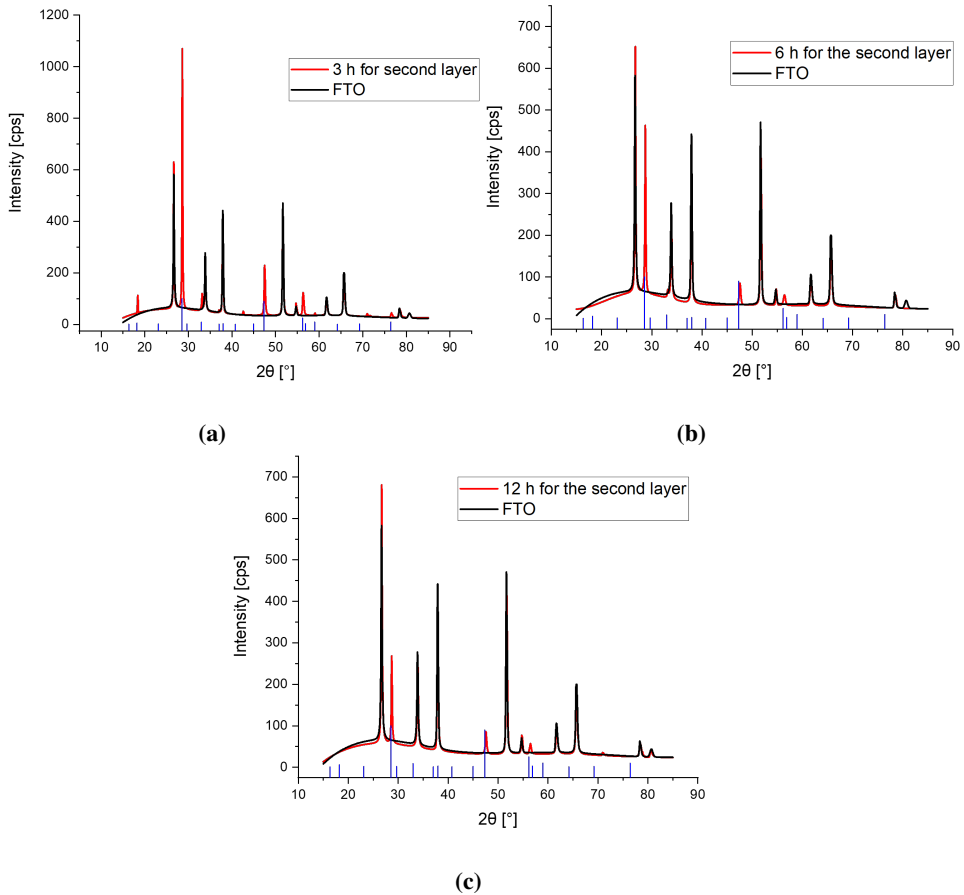 1200
1000
800
600
400
200
0
Intensity [cps]
3 h for second layer
FTO
10 20 30 40 50 60 70 80 90
2θ [°]
(a)
700
600
500
400
300
200
100
0
Intensity [cps]
6 h for the second layer
FTO
10 20 30 40 50 60 70 80 90
2θ [°]
(b)
700
600
500
400
300
200
100
0
Intensity [cps]
12 h for the second layer
FTO
10 20 30 40 50 60 70 80 90
2θ [°]
(c)